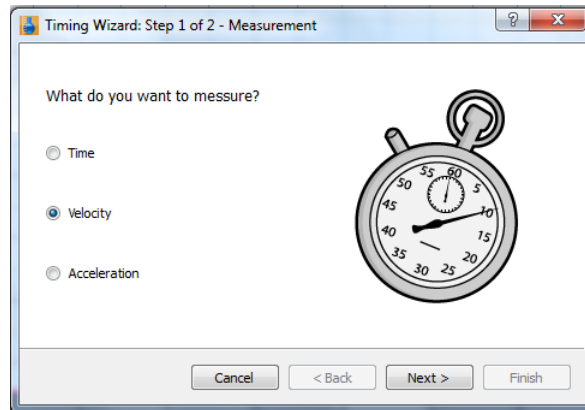 Timing Wizard: Step 1 of 2 - Measurement
What do you want to messure?
Time
Velocity
Acceleration
60
5
10
15
20
25
30
35
40
45
50
55
Cancel
< Back
Next >
Finish